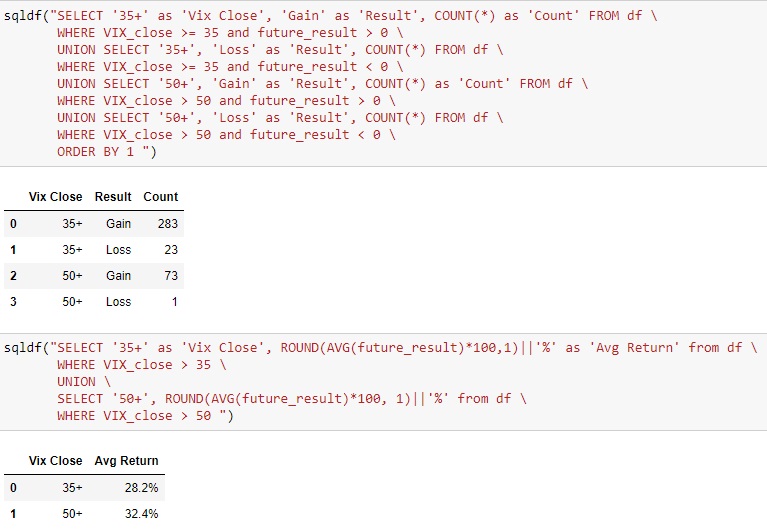 sqldf("SELECT '35+' as 'Vix Close', 'Gain' as 'Result', COUNT(*) as 'Count' FROM df \
WHERE VIX_close >= 35 and future_result > 0 \
UNION SELECT '35+', 'Loss' as 'Result', COUNT(*) FROM df \
WHERE VIX_close >= 35 and future_result < 0 \
UNION SELECT '50+', 'Gain' as 'Result', COUNT(*) as 'Count' FROM df \
WHERE VIX_close > 50 and future_result > 0 \
UNION SELECT '50+', 'Loss' as 'Result', COUNT(*) FROM df \
WHERE VIX_close > 50 and future_result < 0 \
ORDER BY 1 ")
Vix Close Result Count
0 35+ Gain 283
1 35+ Loss 23
2 50+ Gain 73
3 50+ Loss 1
sqldf("SELECT '35+' as 'Vix Close', ROUND(AVG(future_result)*100,1)||'%' as 'Avg Return' from df \
WHERE VIX_close > 35 \
UNION \
SELECT '50+', ROUND(AVG(future_result)*100, 1)||'%' from df \
WHERE VIX_close > 50 ")
Vix Close Avg Return
0 35+ 28.2%
1 50+ 32.4%